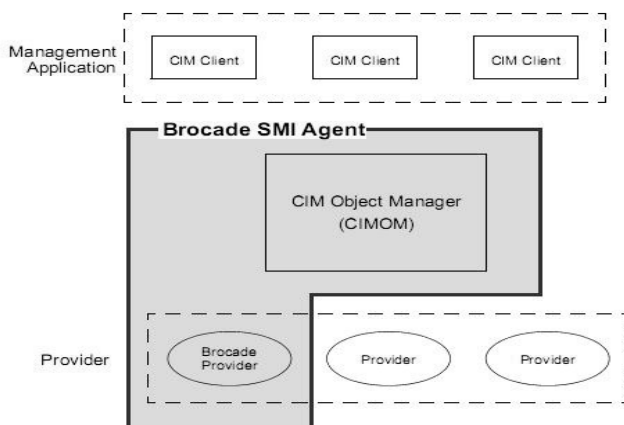 Management
Application
CIM Client
CIM Client
CIM Client
Brocade SMI Agent
CIM Object Manager
(CIMOM)
Provider
Brocade
Provider
Provider
Provider